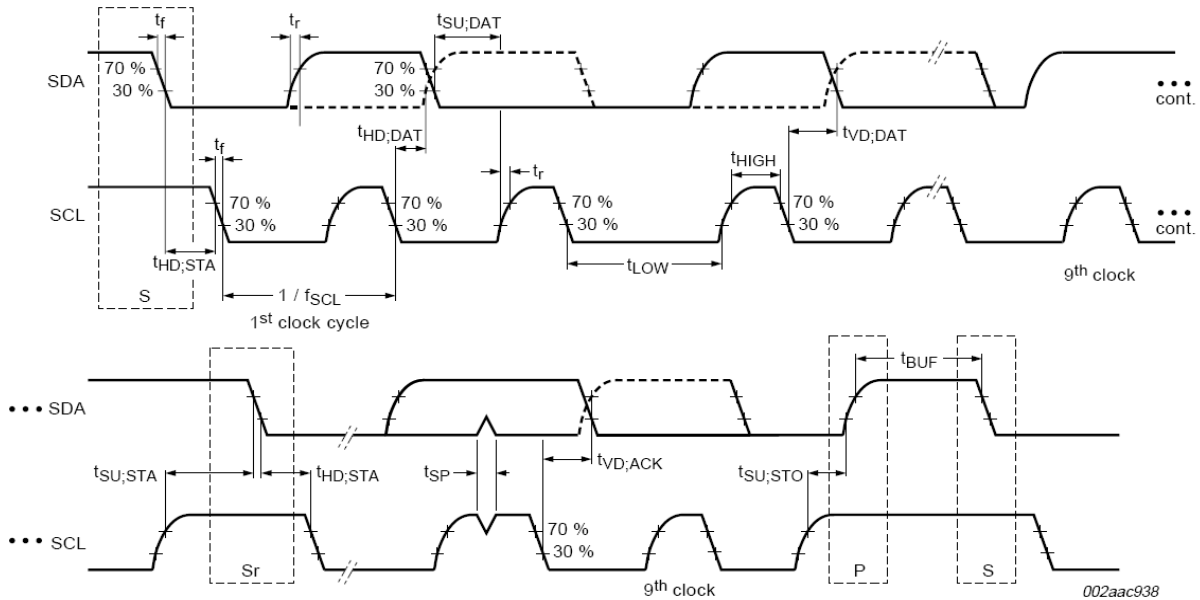 tf
tr
tSU;DAT
SDA
70 %
30 %
70 %
30 %
cont.
tHD;DAT
tVD;DAT
tf
tr
tHIGH
SCL
70 %
30 %
70 %
30 %
70 %
30 %
cont.
tHD;STA
tLOW
9th clock
S
1 / fSCL
1st clock cycle
tBUF
SDA
tSU;STA
tHD;STA
tSP
tVD;ACK
tSU;STO
SCL
70 %
30 %
Sr
P
S
9th clock
002aac938